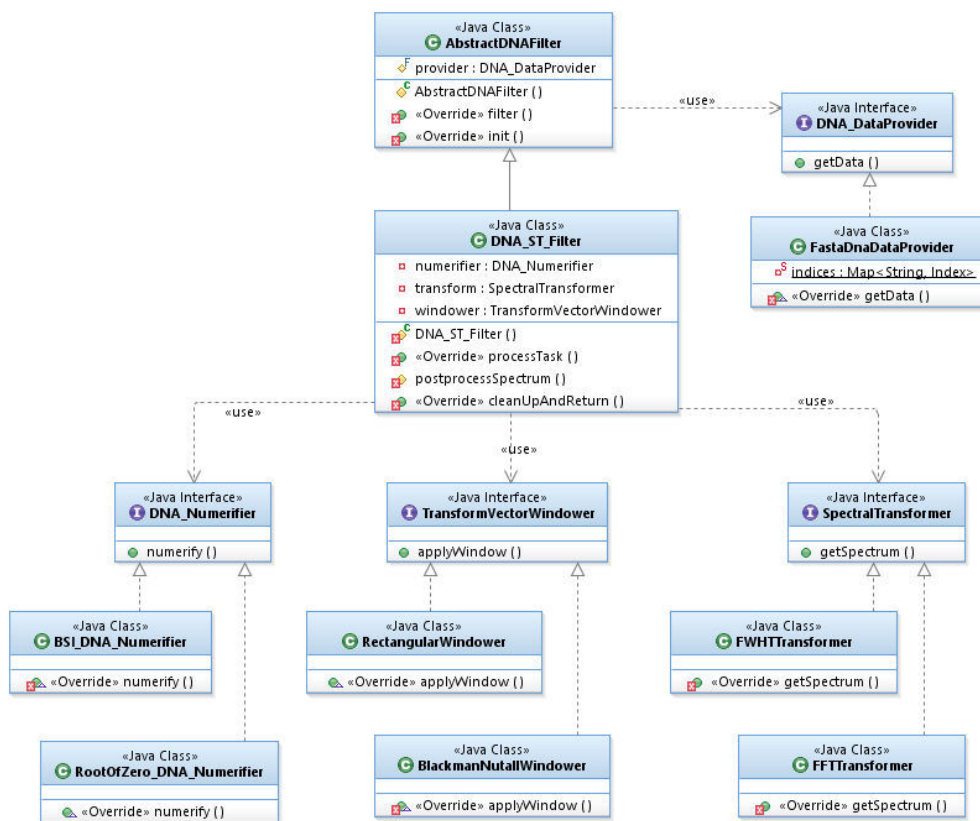 «Java Class»
AbstractDNAFilter
provider : DNA_DataProvider
AbstractDNAFilter ( )
«Override» filter ( )
«Override» init ( )
«use»
«Java Interface»
DNA_DataProvider
getData ( )
«Java Class»
DNA_ST_Filter
numerifier : DNA_Numerifier
transform : SpectralTransformer
windower : TransformVectorWindower
DNA_ST_Filter ( )
«Override» processTask ( )
postprocessSpectrum ( )
«Override» cleanUpAndReturn ( )
«Java Class»
FastaDnaDataProvider
indices : Map<String, Index>
«Override» getData ( )
«use»
«use»
«use»
«Java Interface»
DNA_Numerifier
numerify ( )
«Java Interface»
TransformVectorWindower
applyWindow ( )
«Java Interface»
SpectralTransformer
getSpectrum ( )
«Java Class»
BSI_DNA_Numerifier
«Override» numerify ( )
«Java Class»
RectangularWindower
«Override» applyWindow ( )
«Java Class»
FWHTTransformer
«Override» getSpectrum ( )
«Java Class»
RootOfZero_DNA_Numerifier
«Override» numerify ( )
«Java Class»
BlackmanNutallWindower
«Override» applyWindow ( )
«Java Class»
FFTTransformer
«Override» getSpectrum ( )